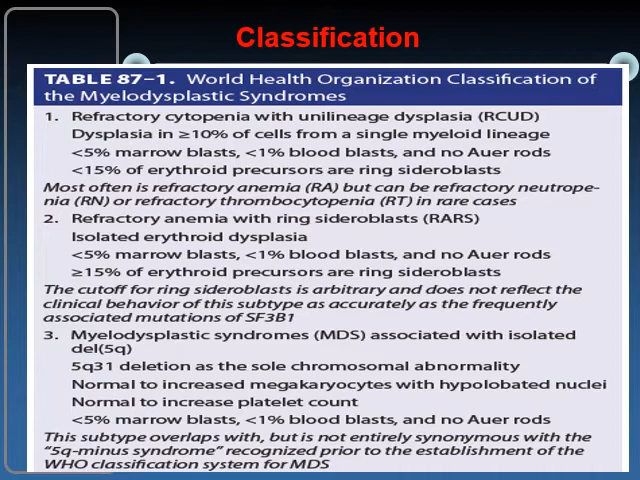 Classification
TABLE 87–1. World Health Organization Classification of
the Myelodysplastic Syndromes
1. Refractory cytopenia with unilineage dysplasia (RCUD)
Dysplasia in ≥10% of cells from a single myeloid lineage
<5% marrow blasts, <1% blood blasts, and no Auer rods
<15% of erythroid precursors are ring sideroblasts
Most often is refractory anemia (RA) but can be refractory neutrope-
nia (RN) or refractory thrombocytopenia (RT) in rare cases
2. Refractory anemia with ring sideroblasts (RARS)
Isolated erythroid dysplasia
<5% marrow blasts, <1% blood blasts, and no Auer rods
≥15% of erythroid precursors are ring sideroblasts
The cutoff for ring sideroblasts is arbitrary and does not reflect the
clinical behavior of this subtype as accurately as the frequently
associated mutations of SF3B1
3. Myelodysplastic syndromes (MDS) associated with isolated
del(5q)
5q31 deletion as the sole chromosomal abnormality
Normal to increased megakaryocytes with hypolobated nuclei
Normal to increase platelet count
<5% marrow blasts, <1% blood blasts, and no Auer rods
This subtype overlaps with, but is not entirely synonymous with the
“5q-minus syndrome” recognized prior to the establishment of the
WHO classification system for MDS